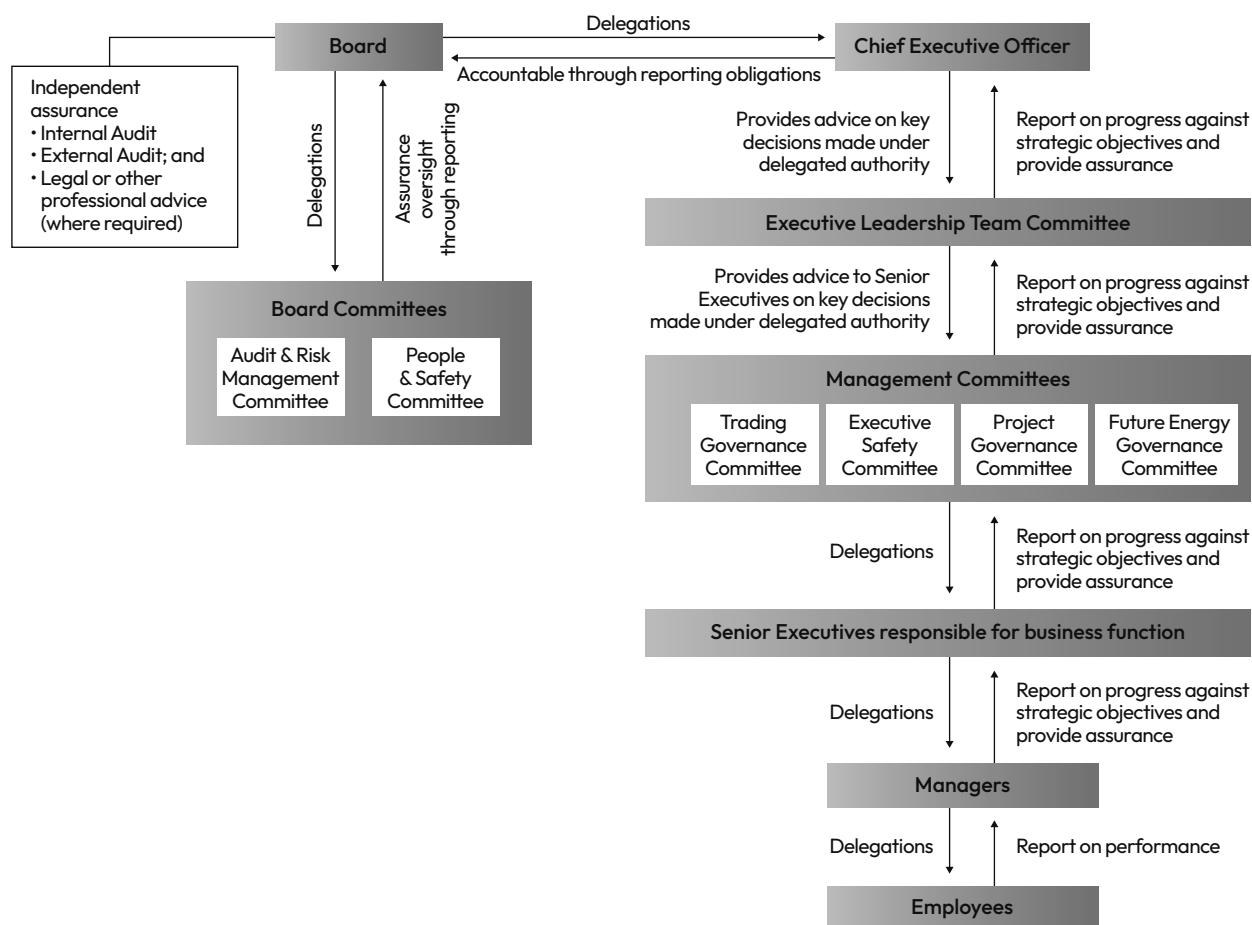 Delegations
Board
Chief Executive Officer
Accountable through reporting obligations
Independent
assurance
• Internal Audit
• External Audit; and
• Legal or other
professional advice
(where required)
Delegations
Assurance
oversight
through reporting
Provides advice on key
decisions made under
delegated authority
Report on progress against
strategic objectives and
provide assurance
Executive Leadership Team Committee
Provides advice to Senior
Executives on key decisions
made under delegated authority
Report on progress against
strategic objectives and
provide assurance
Board Committees
Audit & Risk
Management
Committee
People
& Safety
Committee
Management Committees
Trading
Governance
Committee
Executive
Safety
Committee
Project
Governance
Committee
Future Energy
Governance
Committee
Delegations
Report on progress against
strategic objectives and
provide assurance
Senior Executives responsible for business function
Delegations
Report on progress against
strategic objectives and
provide assurance
Managers
Delegations
Report on performance
Employees